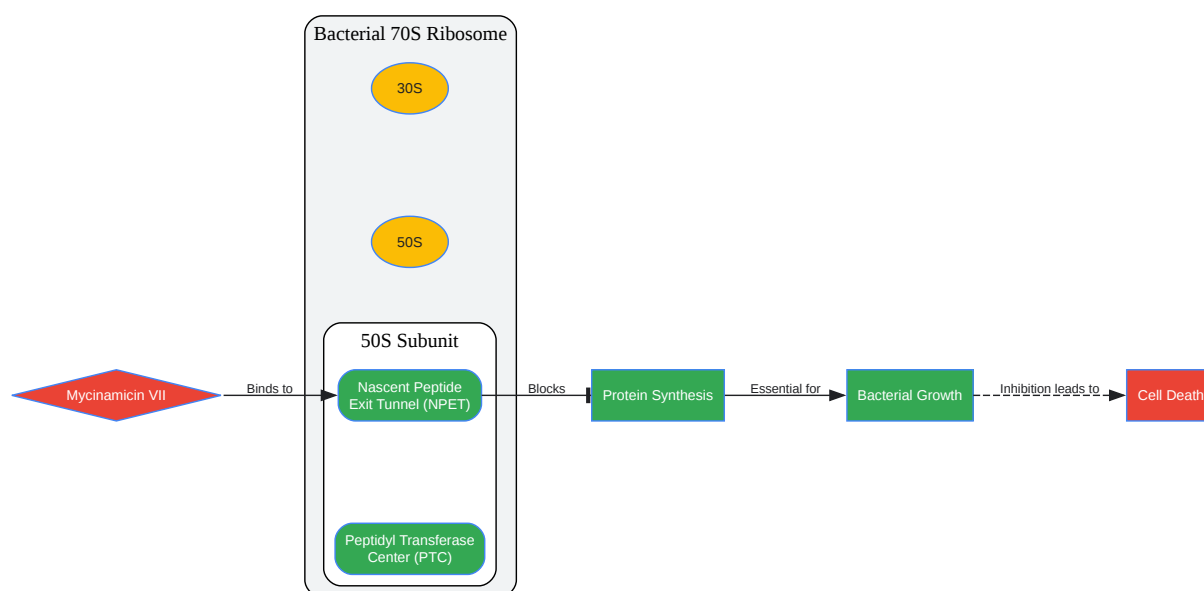 Bacterial 70S Ribosome
30S
50S
50S Subunit
Mycinamicin VII
Binds to
Nascent Peptide
Exit Tunnel (NPET)
Blocks
Protein Synthesis
Essential for
Bacterial Growth
Inhibition leads to
Cell Death
Peptidyl Transferase
Center (PTC)